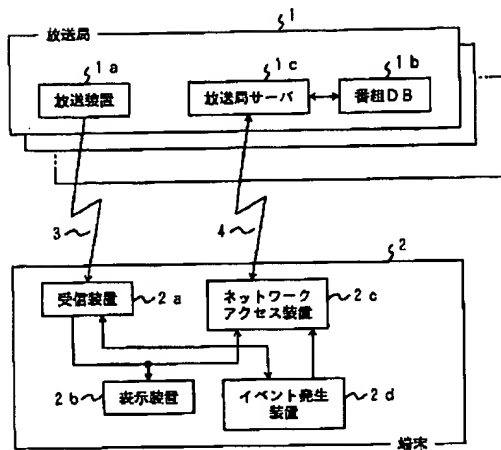 放送局
1
1a
1c
1b
放送装置
放送局サーバ
番組DB
3
4
2
受信装置
2a
ネットワーク
アクセス装置
2c
2b
表示装置
イベント発生
装置
2d
端末